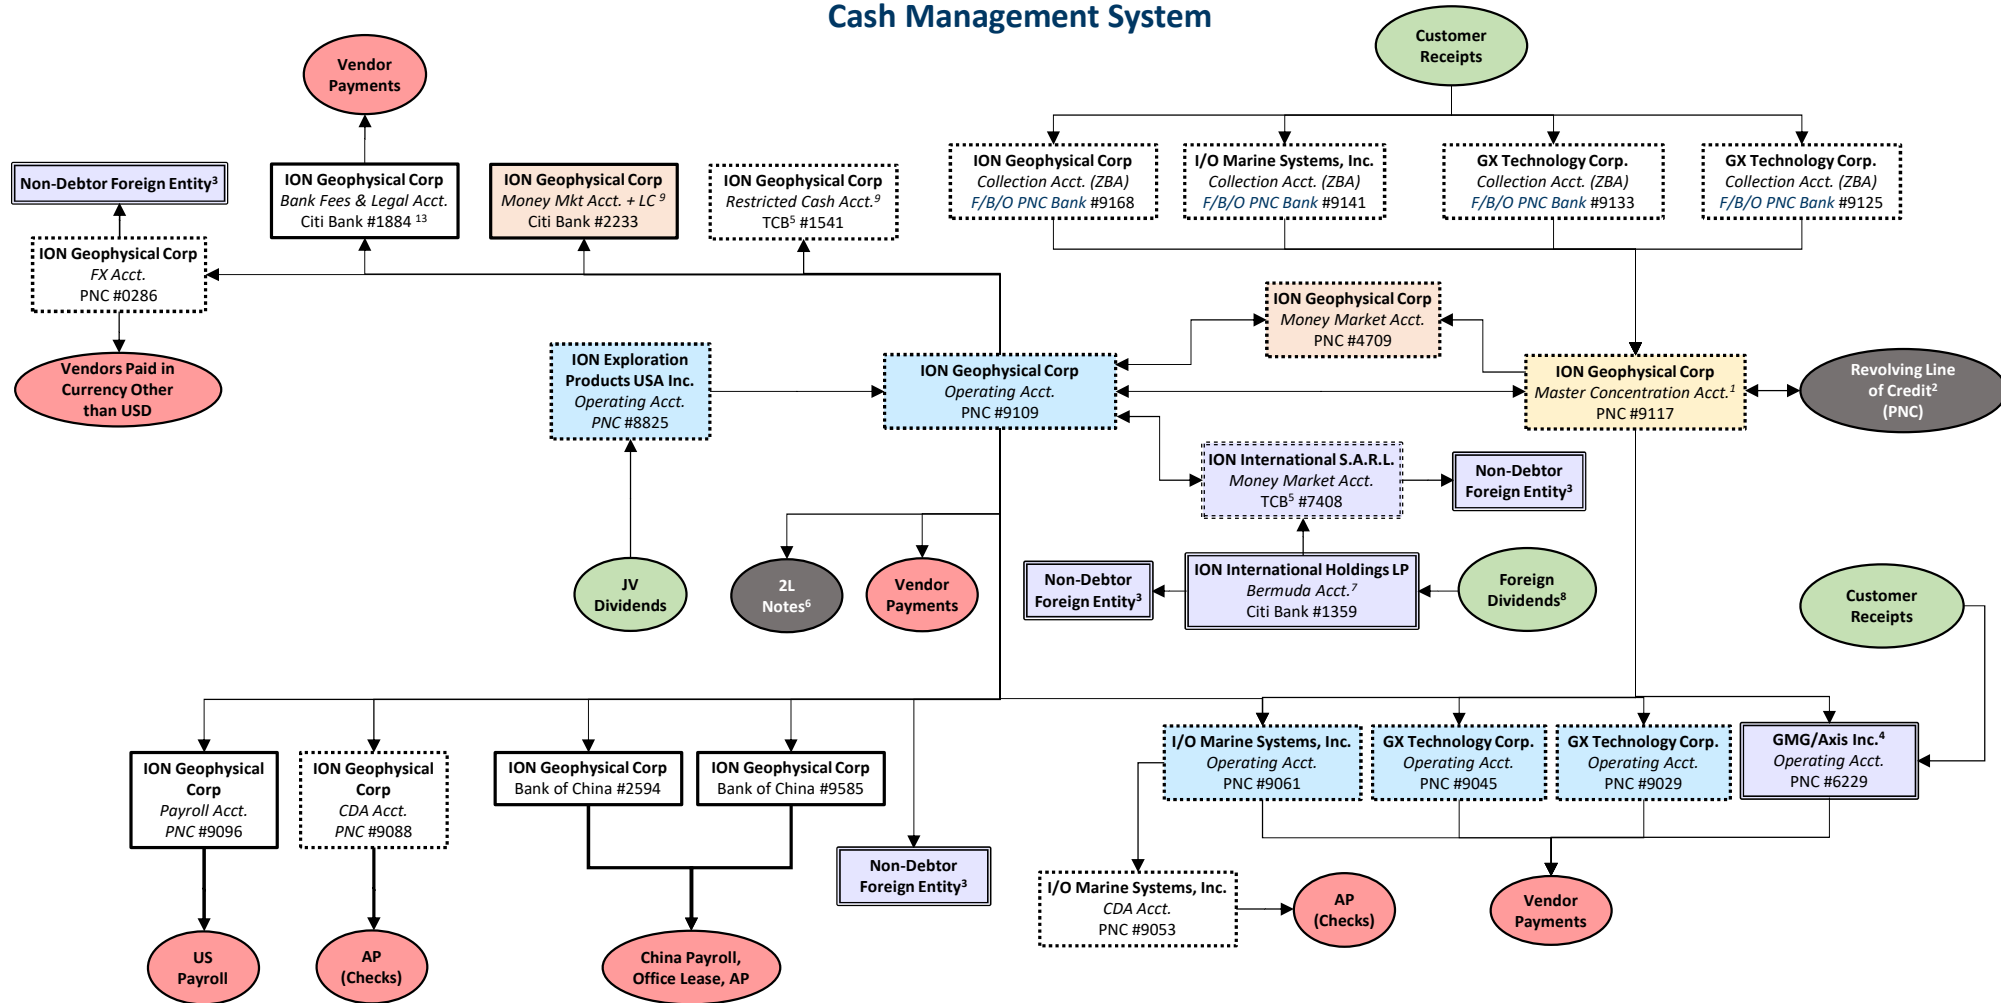 Cash Management System
Customer
Receipts
Vendor
Payments
ION Geophysical Corp
Collection Acct. (ZBA)
F/B/O PNC Bank #9168
I/O Marine Systems, Inc.
Collection Acct. (ZBA)
F/B/O PNC Bank #9141
GX Technology Corp.
Collection Acct. (ZBA)
F/B/O PNC Bank #9133
GX Technology Corp.
Collection Acct. (ZBA)
F/B/O PNC Bank #9125
Non-Debtor Foreign Entity3
ION Geophysical Corp
Bank Fees & Legal Acct.
Citi Bank #1884 13
ION Geophysical Corp
Money Mkt Acct. + LC 9
Citi Bank #2233
ION Geophysical Corp
Restricted Cash Acct.9
TCB5 #1541
ION Geophysical Corp
FX Acct.
PNC #0286
ION Geophysical Corp
Money Market Acct.
PNC #4709
Vendors Paid in
Currency Other
than USD
ION Exploration
Products USA Inc.
Operating Acct.
PNC #8825
ION Geophysical Corp
Operating Acct.
PNC #9109
ION Geophysical Corp
Master Concentration Acct.1
PNC #9117
Revolving Line
of Credit2
(PNC)
ION International S.A.R.L.
Money Market Acct.
TCB5 #7408
Non-Debtor
Foreign Entity3
JV
Dividends
2L
Notes6
Vendor
Payments
Non-Debtor
Foreign Entity3
ION International Holdings LP
Bermuda Acct.7
Citi Bank #1359
Foreign
Dividends8
Customer
Receipts
ION Geophysical
Corp
Payroll Acct.
PNC #9096
ION Geophysical
Corp
CDA Acct.
PNC #9088
ION Geophysical Corp
Bank of China #2594
ION Geophysical Corp
Bank of China #9585
I/O Marine Systems, Inc.
Operating Acct.
PNC #9061
GX Technology Corp.
Operating Acct.
PNC #9045
GX Technology Corp.
Operating Acct.
PNC #9029
GMG/Axis Inc.4
Operating Acct.
PNC #6229
Non-Debtor
Foreign Entity3
I/O Marine Systems, Inc.
CDA Acct.
PNC #9053
AP
(Checks)
Vendor
Payments
US
Payroll
AP
(Checks)
China Payroll,
Office Lease, AP